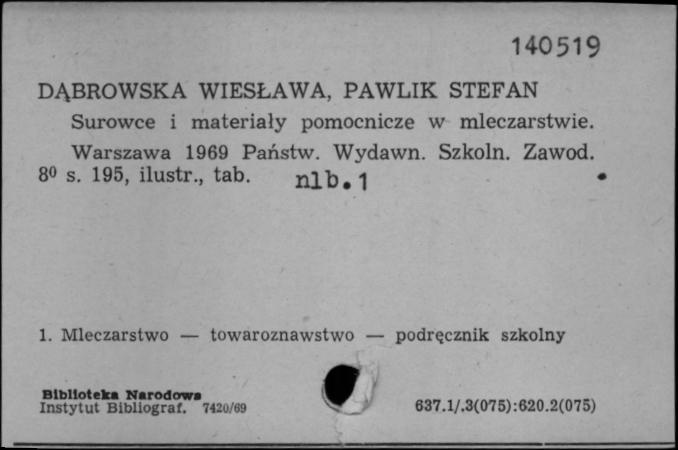 140519
DĄBROWSKA WIESŁAWA, PAWLIK STEFAN
Surowce i materiały pomocnicze w mleczarstwie.
Warszawa 1969 Państw. Wydawn. Szkoln. Zawod.
8⁰ s. 195, ilustr., tab. nlb.1
1. Mleczarstwo — towaroznawstwo — podręcznik szkolny
Biblioteka Narodowa
Instytut Bibliograf. 7420/69
637.1/.3(075):620.2(075)